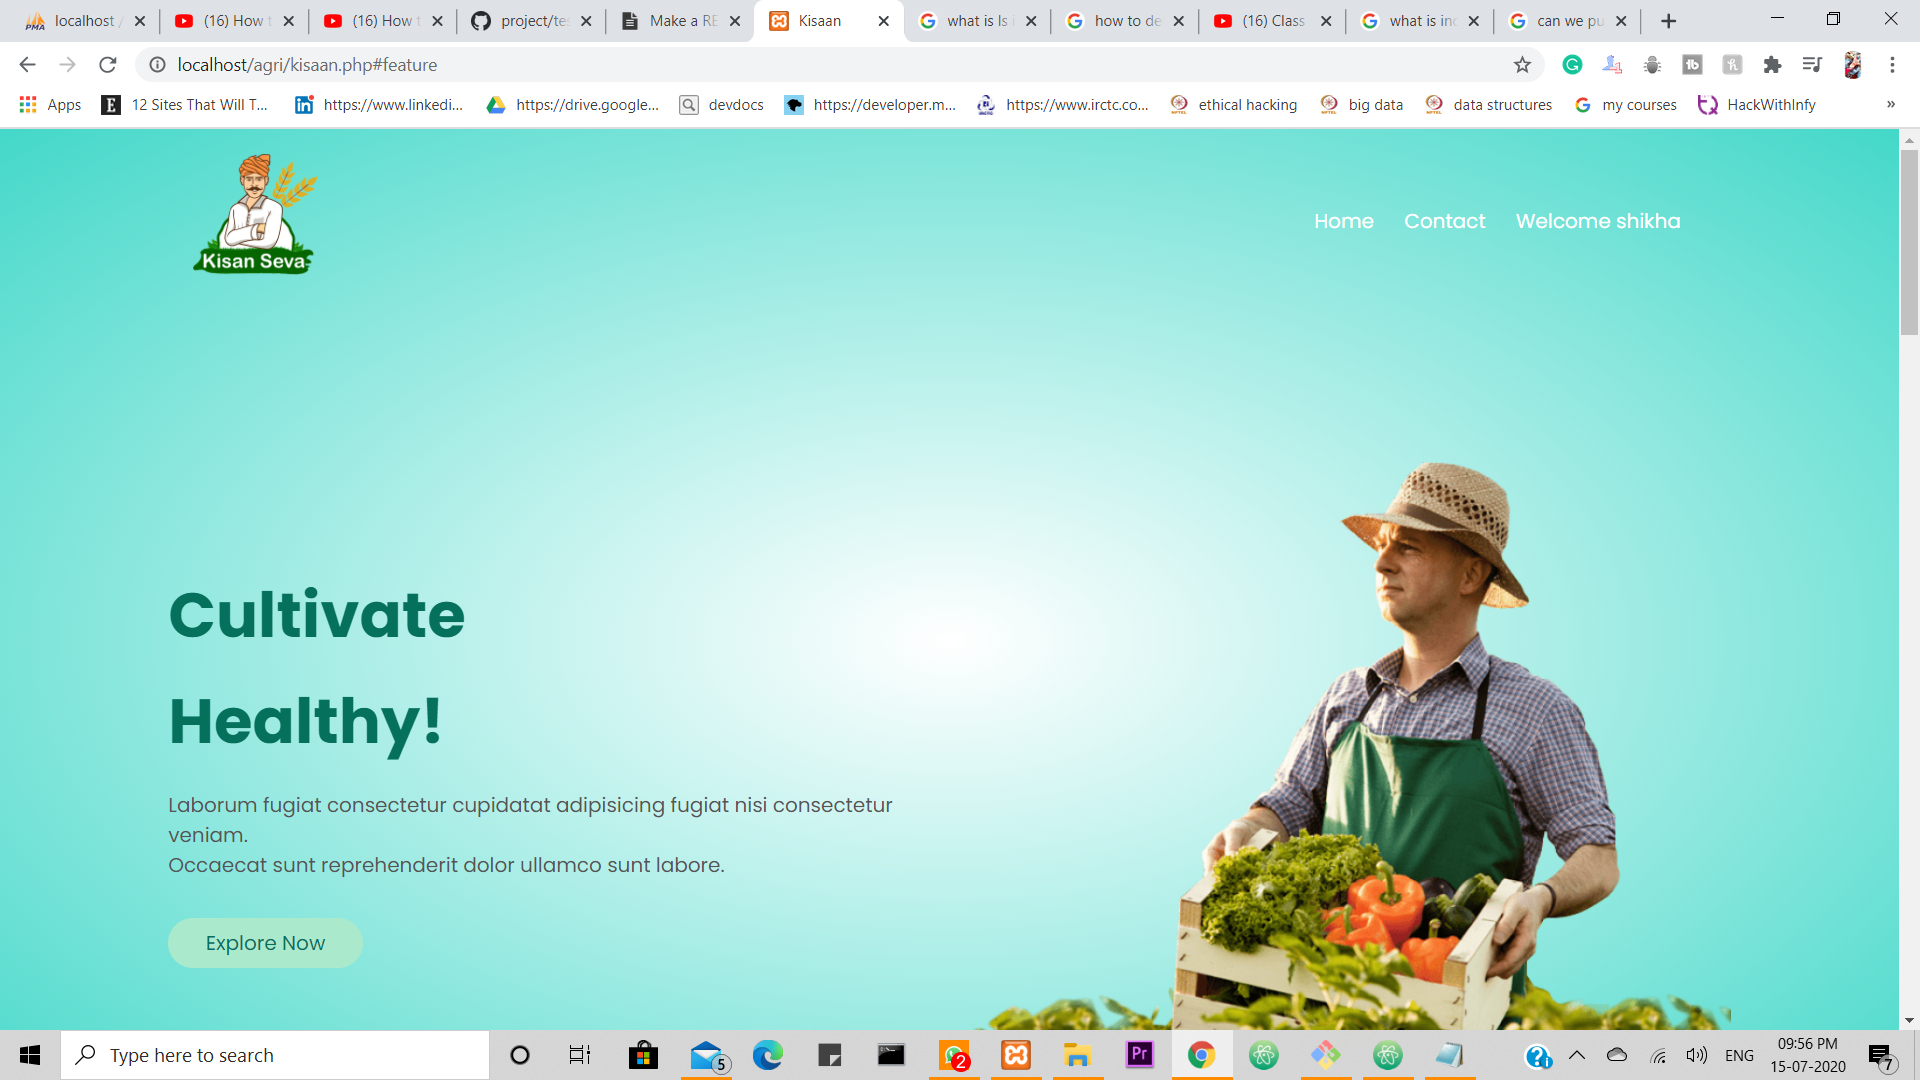 localhost /
(16) How t
(16) How t
project/tes
Make a RE
Kisaan
what is ls i
how to de
(16) Class
what is inc
can we pu
localhost/agri/kisaan.php#feature
Apps
12 Sites That Will T...
https://www.linkedi...
https://drive.google...
devdocs
https://developer.m...
https://www.irctc.co...
ethical hacking
big data
data structures
my courses
HackWithInfy
»
Kisan Seva
Home
Contact
Welcome shikha
Cultivate
Healthy!
Laborum fugiat consectetur cupidatat adipisicing fugiat nisi consectetur
veniam.
Occaecat sunt reprehenderit dolor ullamco sunt labore.
Explore Now
Type here to search
5
2
Pr
ENG
09:56 PM
15-07-2020
7